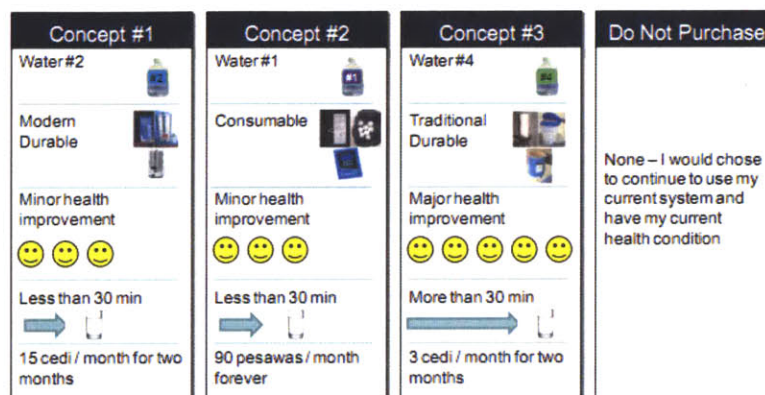 Concept #1
Water#2
#2
Modern
Durable
Minor health
improvement
Less than 30 min
15 cedi / month for two
months
Concept #2
Water#1
#1
Consumable
Minor health
improvement
Less than 30 min
90 pesawas / month
forever
Concept #3
Water#4
#4
Traditional
Durable
Major health
improvement
More than 30 min
3 cedi / month for two
months
Do Not Purchase
None – I would chose
to continue to use my
current system and
have my current
health condition